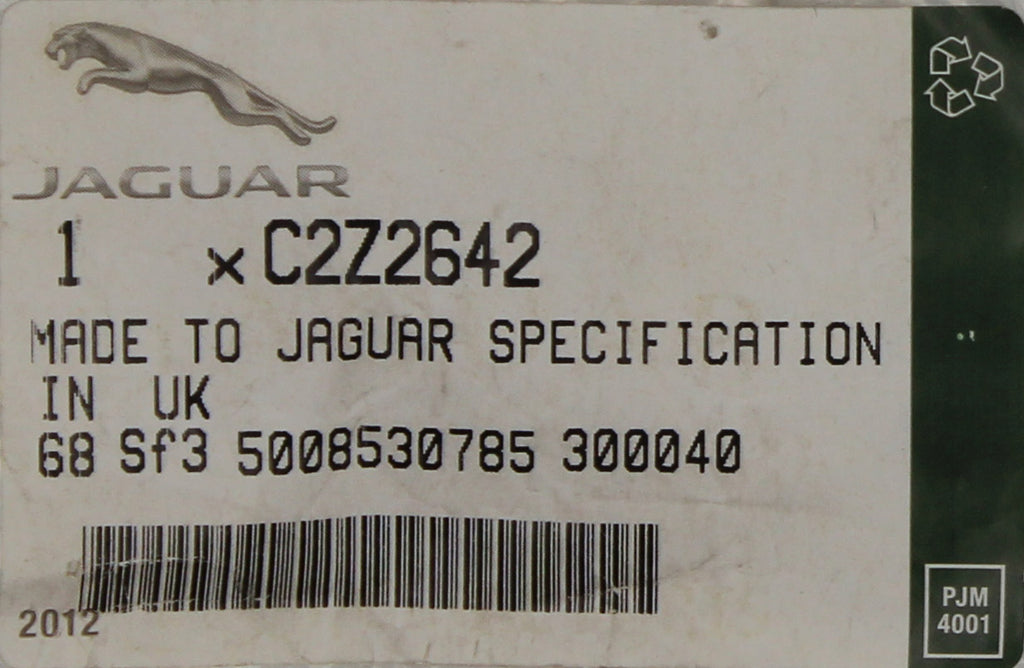 JAGUAR
1 x C2Z2642
MADE TO JAGUAR SPECIFICATION
IN UK
68 Sf3 5008530785 300040
2012
PJM
4001